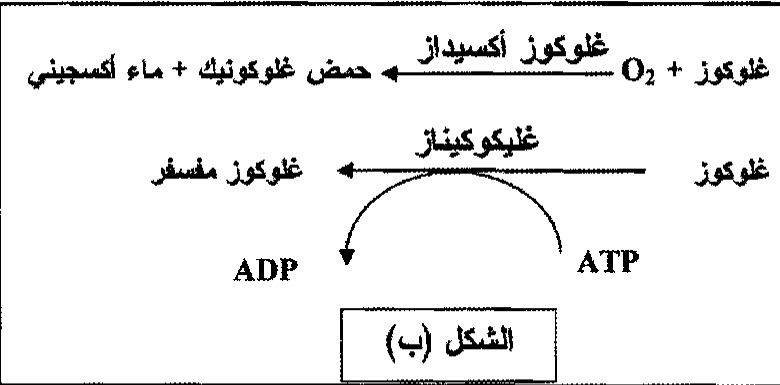 غلوكوز أكسيداز
غلوكوز + O₂ حمض غلوكونيك + ماء أكسجيني
غليكوكيناز
غلوكوز غلوكوز مفسفر
ATP ADP
الشكل (ب)